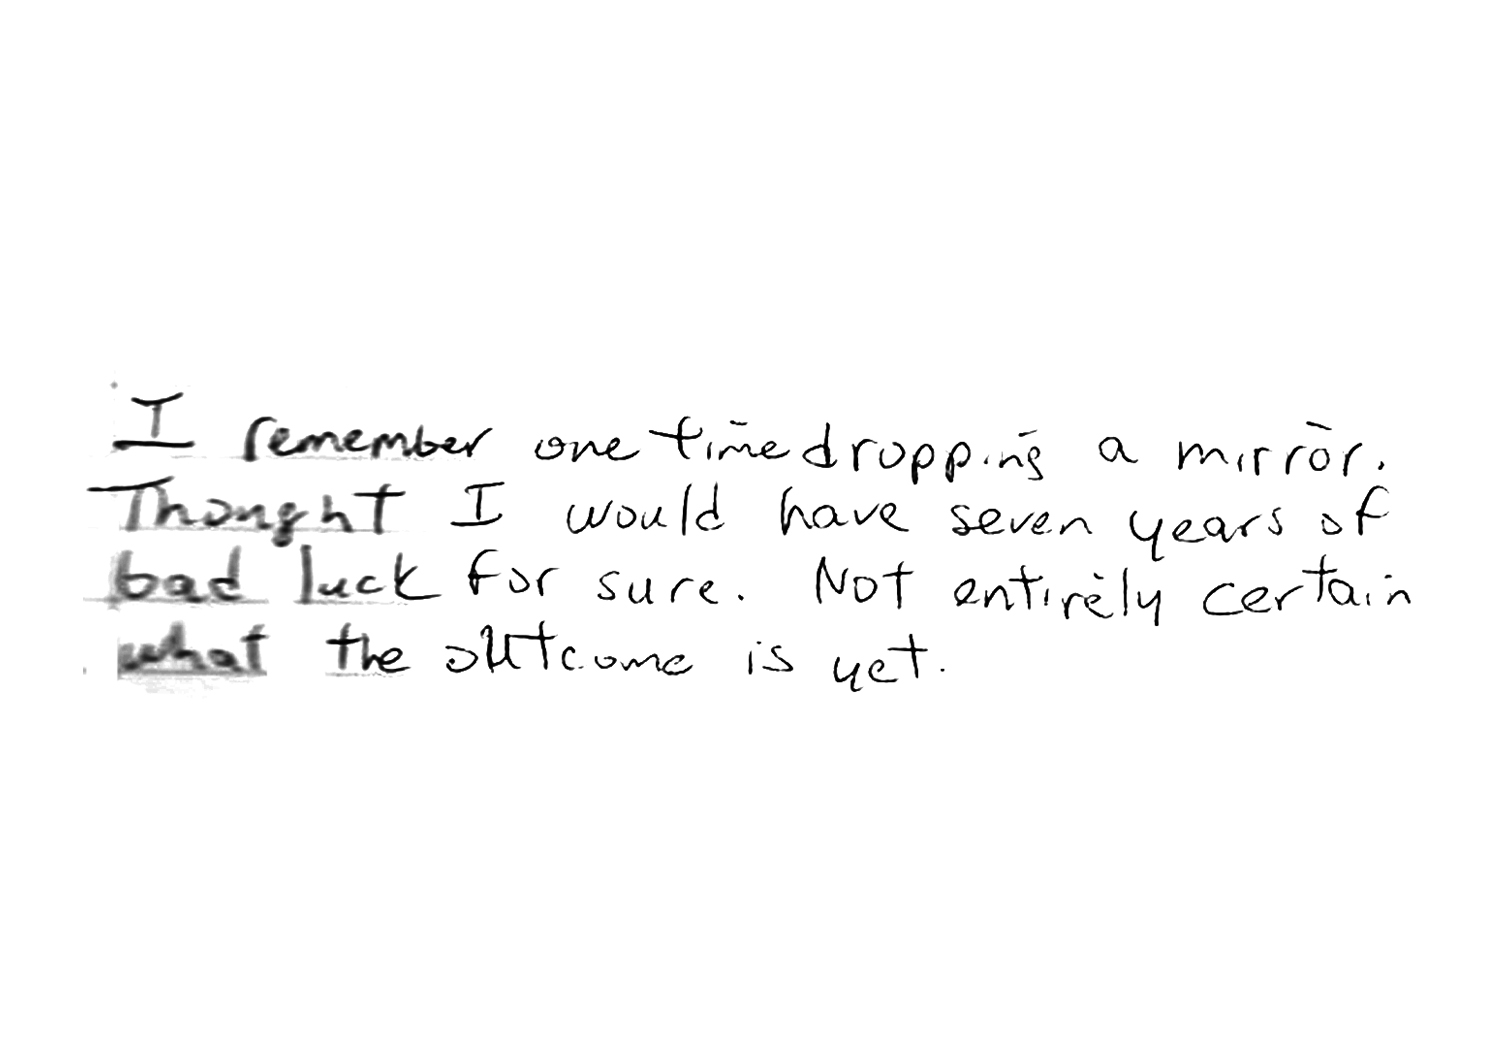 I remember one time dropping a mirror.
Thought I would have seven years of
bad luck for sure. Not entirely certain
what the outcome is yet.